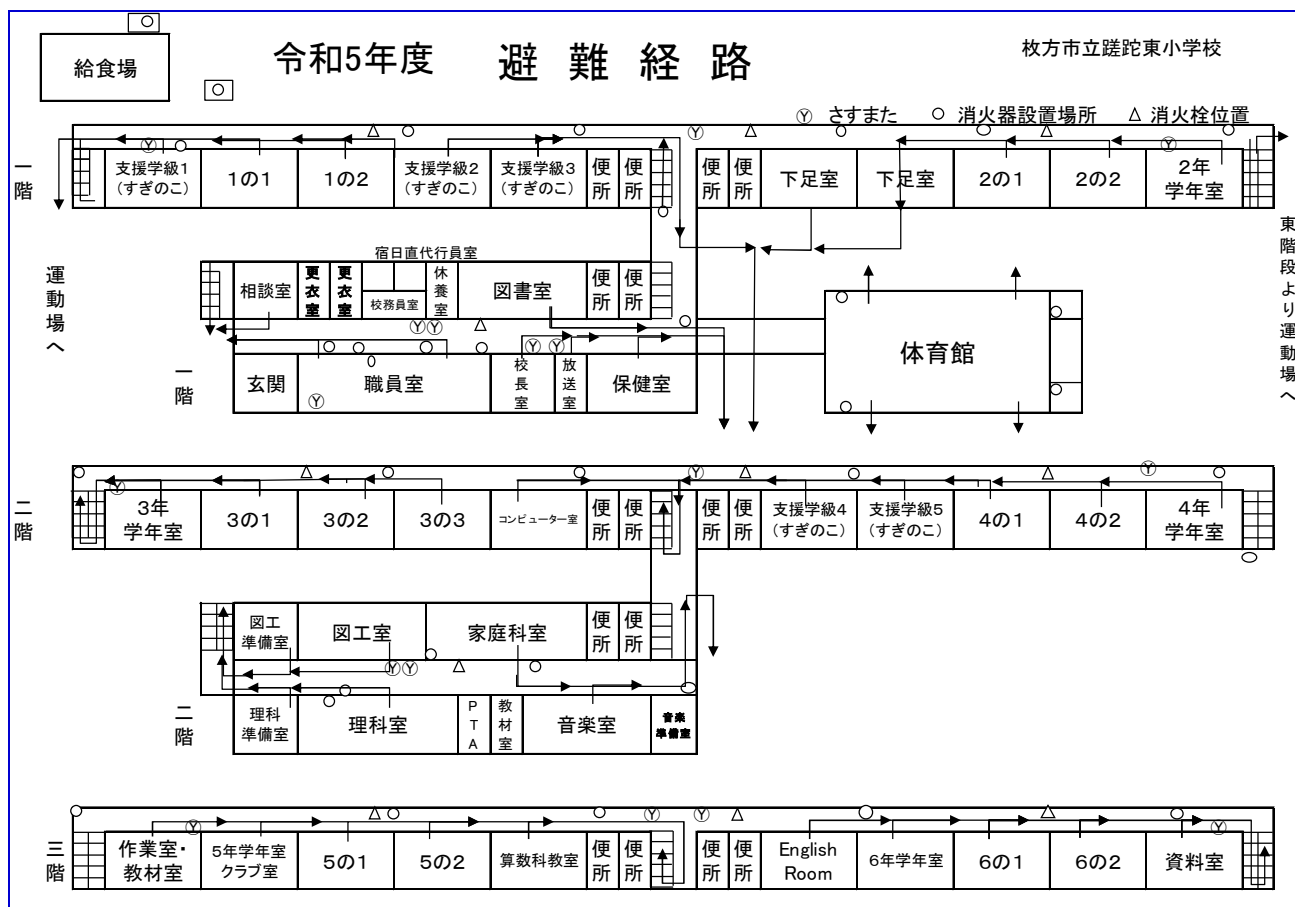 給食場
令和5年度 避難経路
枚方市立蹉跎東小学校
Ⓨ さすまた ○ 消火器設置場所 △ 消火栓位置
一階
支援学級1
(すぎのこ)
1の1
1の2
支援学級2
(すぎのこ)
支援学級3
(すぎのこ)
便所
便所
便所
便所
下足室
下足室
2の1
2の2
2年
学年室
運動場へ
東階段より運動場へ
宿日直代行員室
相談室
更衣室
更衣室
校務員室
休養室
図書室
便所
便所
体育館
一階
玄関
職員室
校長室
放送室
保健室
二階
3年
学年室
3の1
3の2
3の3
コンピューター室
便所
便所
便所
便所
支援学級4
(すぎのこ)
支援学級5
(すぎのこ)
4の1
4の2
4年
学年室
図工
準備室
図工室
家庭科室
便所
便所
二階
理科
準備室
理科室
PTA
教材室
音楽室
音楽
準備室
三階
作業室・
教材室
5年学年室
クラブ室
5の1
5の2
算数科教室
便所
便所
便所
便所
English
Room
6年学年室
6の1
6の2
資料室